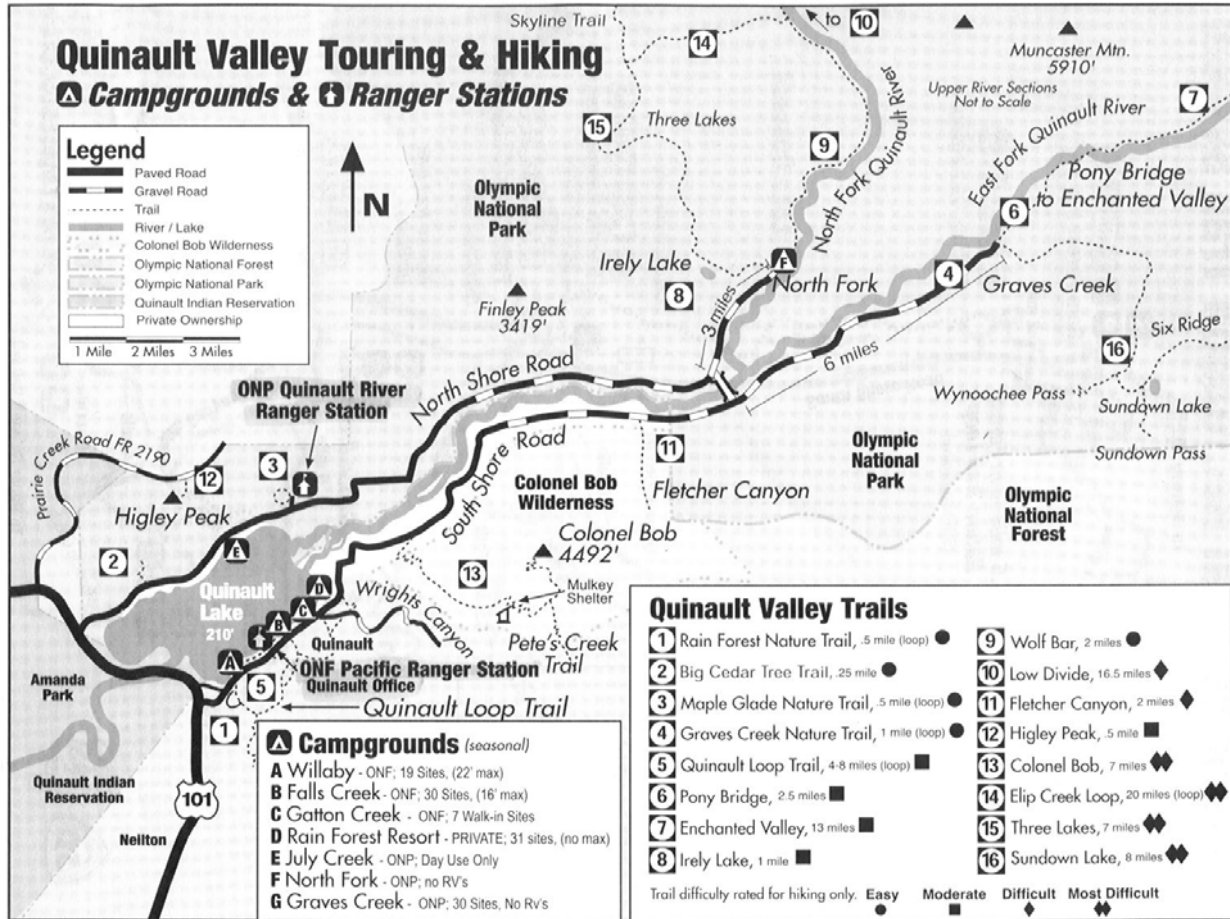 Quinault Valley Touring & Hiking
Campgrounds & Ranger Stations
Legend
Paved Road
Gravel Road
Trail
River / Lake
Colonel Bob Wilderness
Olympic National Forest
Olympic National Park
Quinault Indian Reservation
Private Ownership
1 Mile 2 Miles 3 Miles
N
Skyline Trail
14
to 10
Muncaster Mtn.
5910'
Upper River Sections
Not to Scale
7
15
Three Lakes
9
North Fork Quinault River
East Fork Quinault River
Pony Bridge
to Enchanted Valley
6
Olympic
National
Park
Irely Lake
8
F
North Fork
3 miles
4
Graves Creek
6 miles
Finley Peak
3419'
Six Ridge
16
Wynoochee Pass
Sundown Lake
Sundown Pass
ONP Quinault River
Ranger Station
North Shore Road
South Shore Road
11
Fletcher Canyon
Olympic
National
Park
Olympic
National
Forest
Prairie Creek Road FR 2190
12
3
Higley Peak
2
E
Colonel Bob
Wilderness
Colonel Bob
4492'
13
Mulkey
Shelter
Pete's Creek
Trail
Quinault
Lake
210'
D
C
B
A
Wrights Canyon
Quinault
ONF Pacific Ranger Station
Quinault Office
5
Quinault Loop Trail
1
Amanda
Park
Quinault Indian
Reservation
101
Neilton
Campgrounds (seasonal)
A Willaby - ONF; 19 Sites, (22' max)
B Falls Creek - ONF; 30 Sites, (16' max)
C Gatton Creek - ONF; 7 Walk-in Sites
D Rain Forest Resort - PRIVATE; 31 sites, (no max)
E July Creek - ONP; Day Use Only
F North Fork - ONP; no RV's
G Graves Creek - ONP; 30 Sites, No Rv's
Quinault Valley Trails
1 Rain Forest Nature Trail, .5 mile (loop)
2 Big Cedar Tree Trail, .25 mile
3 Maple Glade Nature Trail, .5 mile (loop)
4 Graves Creek Nature Trail, 1 mile (loop)
5 Quinault Loop Trail, 4-8 miles (loop)
6 Pony Bridge, 2.5 miles
7 Enchanted Valley, 13 miles
8 Irely Lake, 1 mile
9 Wolf Bar, 2 miles
10 Low Divide, 16.5 miles
11 Fletcher Canyon, 2 miles
12 Higley Peak, .5 mile
13 Colonel Bob, 7 miles
14 Elip Creek Loop, 20 miles (loop)
15 Three Lakes, 7 miles
16 Sundown Lake, 8 miles
Trail difficulty rated for hiking only. Easy Moderate Difficult Most Difficult